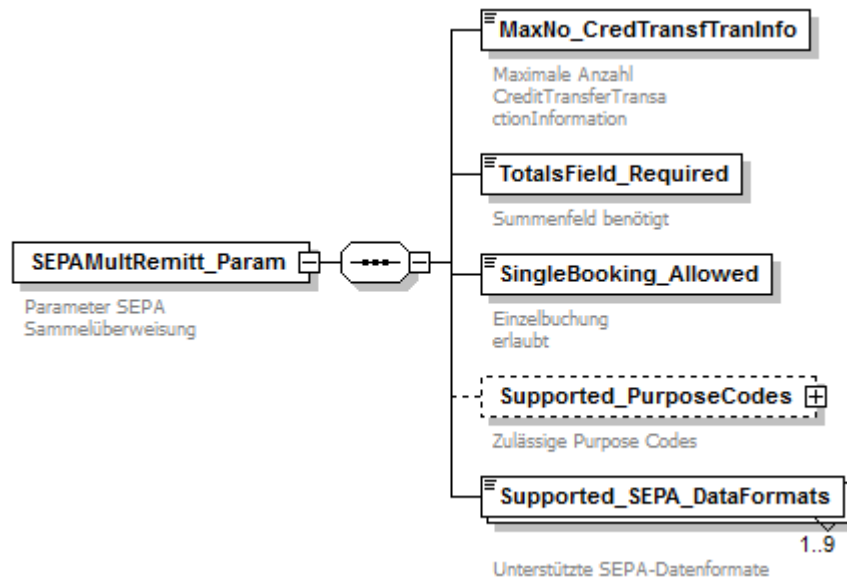 MaxNo_CredTransfTranInfo
Maximale Anzahl
CreditTransferTransa
ctionInformation
TotalsField_Required
Summenfeld benötigt
SEPAMultRemitt_Param
Parameter SEPA
Sammelüberweisung
SingleBooking_Allowed
Einzelbuchung
erlaubt
Supported_PurposeCodes
Zulässige Purpose Codes
Supported_SEPA_DataFormats
1..9
Unterstützte SEPA-Datenformate